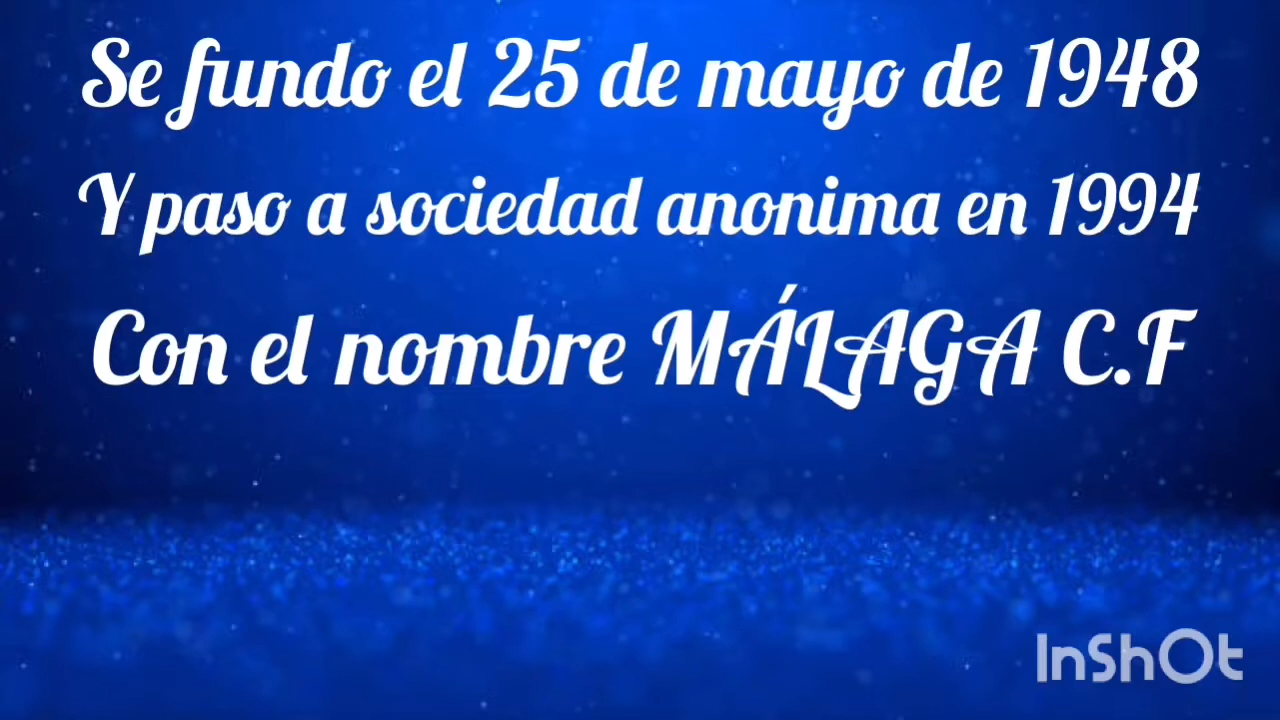 Se fundo el 25 de mayo de 1948
Y paso a sociedad anonima en 1994
Con el nombre MÁLAGA C.F
InShOt